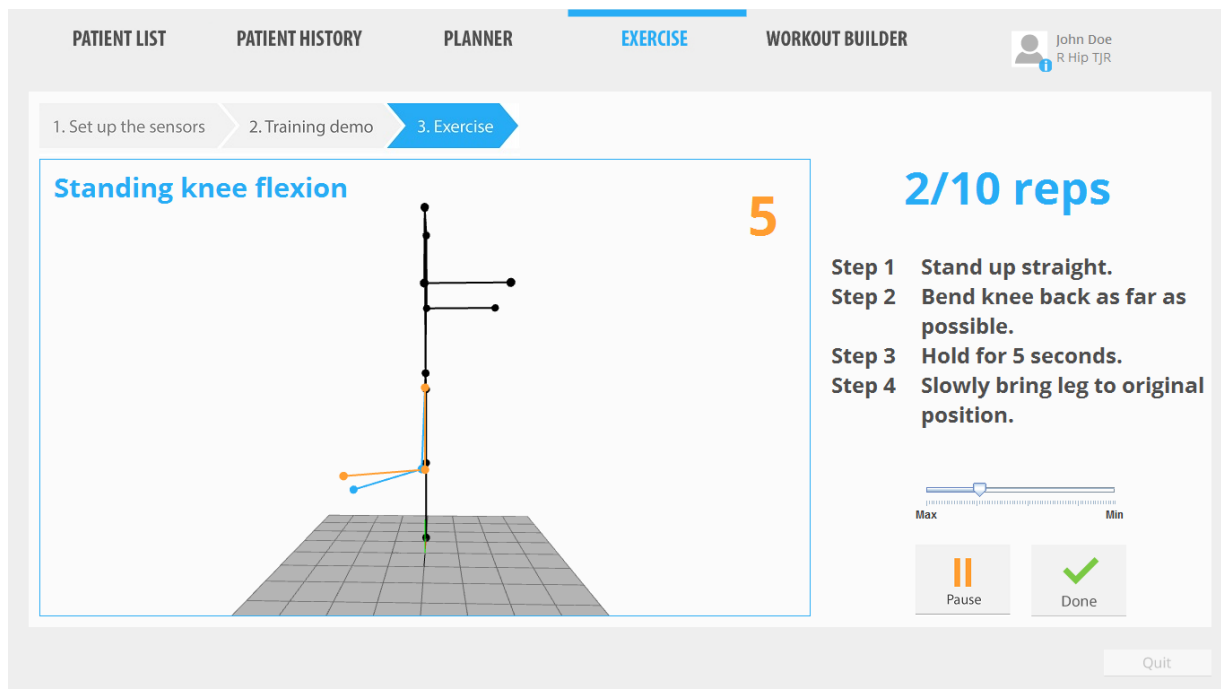 PATIENT LIST PATIENT HISTORY PLANNER EXERCISE WORKOUT BUILDER
John Doe
R Hip TJR
1. Set up the sensors 2. Training demo 3. Exercise
Standing knee flexion
5
2/10 reps
Step 1 Stand up straight.
Step 2 Bend knee back as far as
possible.
Step 3 Hold for 5 seconds.
Step 4 Slowly bring leg to original
position.
Max Min
Pause Done
Quit